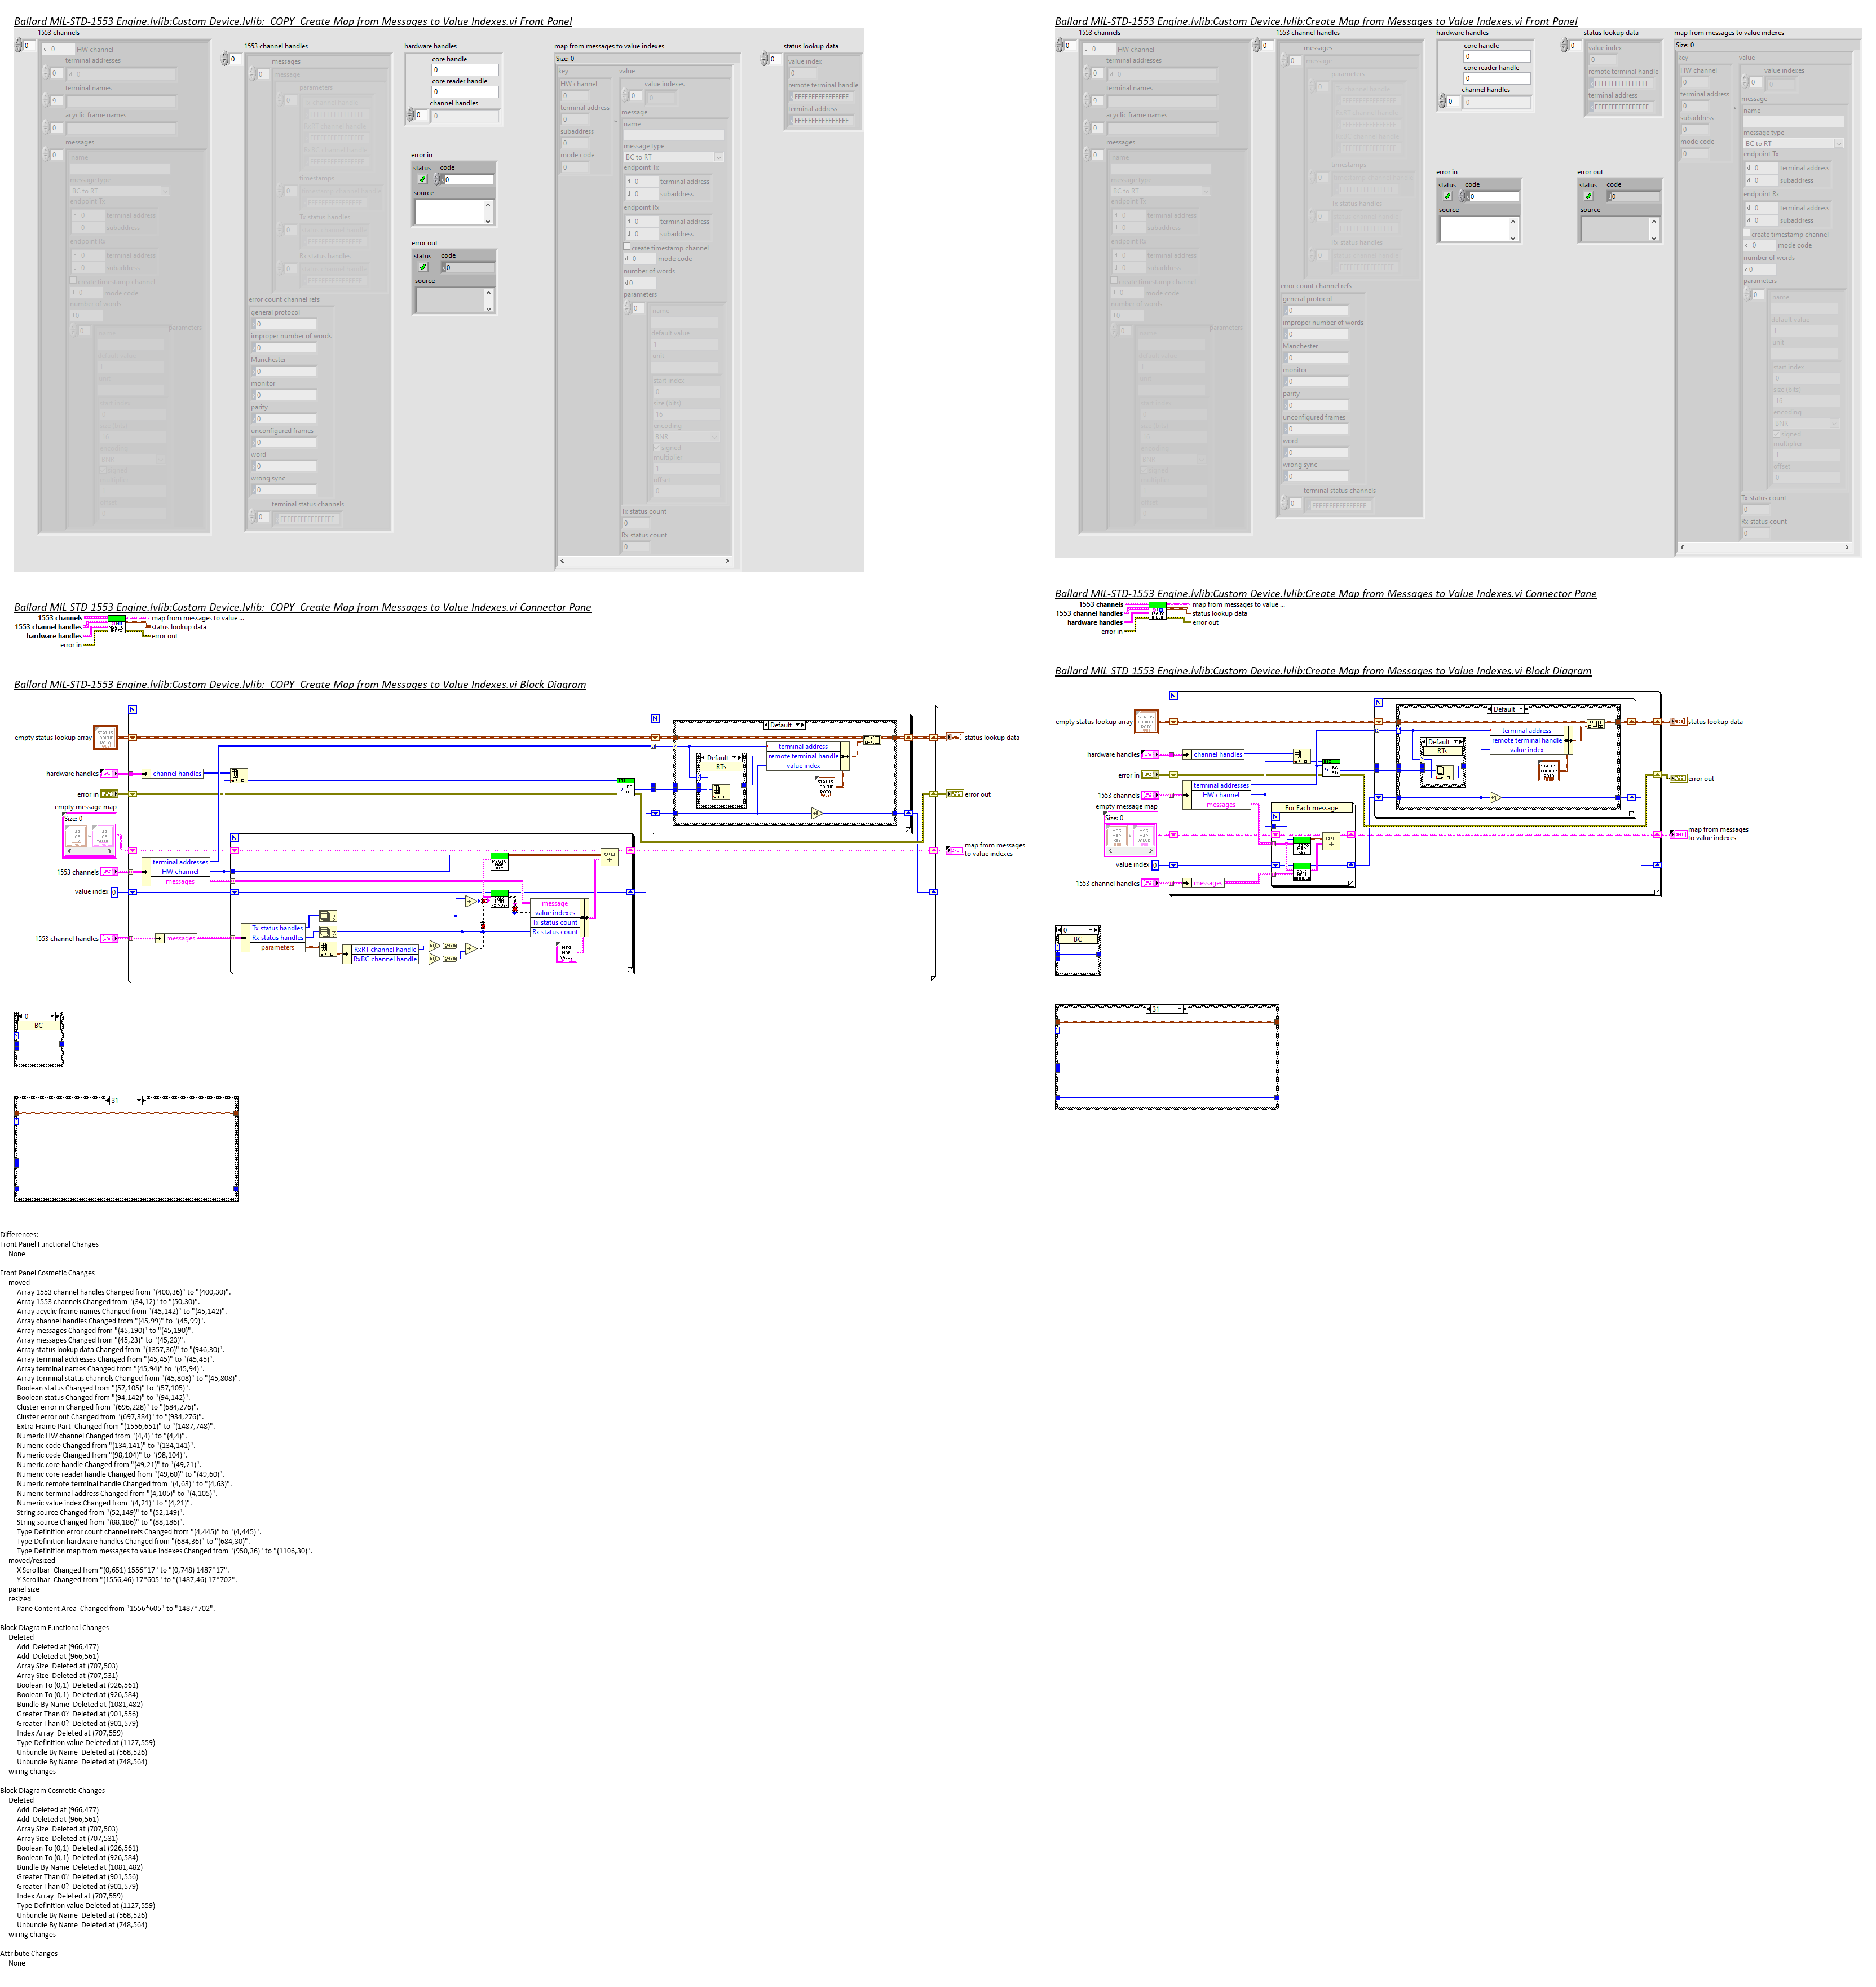 Ballard MIL-STD-1553 Engine.lvlib:Custom Device.lvlib:_COPY_Create Map from Messages to Value Indexes.vi Front Panel
1553 channels
HW channel
terminal addresses
terminal names
acyclic frame names
messages
name
message type
BC to RT
endpoint Tx
terminal address
subaddress
endpoint Rx
terminal address
subaddress
create timestamp channel
mode code
number of words
parameters
1553 channel handles
messages
message
parameters
timestamps
Tx status handles
Rx status handles
error count channel refs
general protocol
improper number of words
Manchester
monitor
parity
unconfigured frames
word
wrong sync
terminal status channels
FFFFFFFFFFFFFFFF
hardware handles
core handle
0
core reader handle
0
channel handles
0
error in
status code
0
source
error out
status code
0
source
map from messages to value indexes
Size: 0
key
HW channel
0
terminal address
0
subaddress
0
mode code
0
value
value indexes
message
name
message type
BC to RT
endpoint Tx
terminal address
subaddress
endpoint Rx
terminal address
subaddress
create timestamp channel
mode code
number of words
parameters
name
default value
1
unit
start index
0
size (bits)
16
encoding
BNR
signed
multiplier
1
offset
0
Tx status count
0
Rx status count
0
status lookup data
value index
0
remote terminal handle
FFFFFFFFFFFFFFFF
terminal address
FFFFFFFFFFFFFFFF
Ballard MIL-STD-1553 Engine.lvlib:Custom Device.lvlib:Create Map from Messages to Value Indexes.vi Front Panel
1553 channels
HW channel
terminal addresses
terminal names
acyclic frame names
messages
name
message type
BC to RT
endpoint Tx
terminal address
subaddress
endpoint Rx
terminal address
subaddress
create timestamp channel
mode code
number of words
parameters
1553 channel handles
messages
message
parameters
timestamps
Tx status handles
Rx status handles
error count channel refs
general protocol
improper number of words
Manchester
monitor
parity
unconfigured frames
word
wrong sync
terminal status channels
FFFFFFFFFFFFFFFF
hardware handles
core handle
0
core reader handle
0
channel handles
0
error in
status code
0
source
error out
status code
0
source
status lookup data
value index
0
remote terminal handle
FFFFFFFFFFFFFFFF
terminal address
FFFFFFFFFFFFFFFF
map from messages to value indexes
Size: 0
key
HW channel
0
terminal address
0
subaddress
0
mode code
0
value
value indexes
message
name
message type
BC to RT
endpoint Tx
terminal address
subaddress
endpoint Rx
terminal address
subaddress
create timestamp channel
mode code
number of words
parameters
name
default value
1
unit
start index
0
size (bits)
16
encoding
BNR
signed
multiplier
1
offset
0
Tx status count
0
Rx status count
0
Ballard MIL-STD-1553 Engine.lvlib:Custom Device.lvlib:_COPY_Create Map from Messages to Value Indexes.vi Connector Pane
1553 channels
1553 channel handles
hardware handles
error in
map from messages to value ...
status lookup data
error out
Ballard MIL-STD-1553 Engine.lvlib:Custom Device.lvlib:Create Map from Messages to Value Indexes.vi Connector Pane
1553 channels
1553 channel handles
hardware handles
error in
map from messages to value ...
status lookup data
error out
Ballard MIL-STD-1553 Engine.lvlib:Custom Device.lvlib:_COPY_Create Map from Messages to Value Indexes.vi Block Diagram
N
N
Default
empty status lookup array
STATUS LOOKUP DATA
status lookup data
Default
RTs
terminal address
remote terminal handle
value index
STATUS LOOKUP DATA
hardware handles
channel handles
error in
error out
empty message map
Size: 0
N
terminal addresses
HW channel
messages
1553 channels
map from messages
to value indexes
value index
message
value indexes
Tx status count
Rx status count
MSG MAP VALUE
1553 channel handles
messages
Tx status handles
Rx status handles
parameters
RxRT channel handle
RxBC channel handle
0
BC
31
Ballard MIL-STD-1553 Engine.lvlib:Custom Device.lvlib:Create Map from Messages to Value Indexes.vi Block Diagram
N
N
Default
empty status lookup array
STATUS LOOKUP DATA
status lookup data
Default
RTs
terminal address
remote terminal handle
value index
STATUS LOOKUP DATA
hardware handles
channel handles
error in
error out
terminal addresses
HW channel
messages
1553 channels
empty message map
Size: 0
For Each message
N
map from messages
to value indexes
value index
1553 channel handles
messages
0
BC
31
Differences:
Front Panel Functional Changes
None
Front Panel Cosmetic Changes
moved
Array 1553 channel handles Changed from "(400,36)" to "(400,30)".
Array 1553 channels Changed from "(34,12)" to "(50,30)".
Array acyclic frame names Changed from "(45,142)" to "(45,142)".
Array channel handles Changed from "(45,99)" to "(45,99)".
Array messages Changed from "(45,190)" to "(45,190)".
Array messages Changed from "(45,23)" to "(45,23)".
Array status lookup data Changed from "(1357,36)" to "(946,30)".
Array terminal addresses Changed from "(45,45)" to "(45,45)".
Array terminal names Changed from "(45,94)" to "(45,94)".
Array terminal status channels Changed from "(45,808)" to "(45,808)".
Boolean status Changed from "(57,105)" to "(57,105)".
Boolean status Changed from "(94,142)" to "(94,142)".
Cluster error in Changed from "(696,228)" to "(684,276)".
Cluster error out Changed from "(697,384)" to "(934,276)".
Extra Frame Part  Changed from "(1556,651)" to "(1487,748)".
Numeric HW channel Changed from "(4,4)" to "(4,4)".
Numeric code Changed from "(134,141)" to "(134,141)".
Numeric code Changed from "(98,104)" to "(98,104)".
Numeric core handle Changed from "(49,21)" to "(49,21)".
Numeric core reader handle Changed from "(49,60)" to "(49,60)".
Numeric remote terminal handle Changed from "(4,63)" to "(4,63)".
Numeric terminal address Changed from "(4,105)" to "(4,105)".
Numeric value index Changed from "(4,21)" to "(4,21)".
String source Changed from "(52,149)" to "(52,149)".
String source Changed from "(88,186)" to "(88,186)".
Type Definition error count channel refs Changed from "(4,445)" to "(4,445)".
Type Definition hardware handles Changed from "(684,36)" to "(684,30)".
Type Definition map from messages to value indexes Changed from "(950,36)" to "(1106,30)".
moved/resized
X Scrollbar  Changed from "(0,651) 1556*17" to "(0,748) 1487*17".
Y Scrollbar  Changed from "(1556,46) 17*605" to "(1487,46) 17*702".
panel size
resized
Pane Content Area  Changed from "1556*605" to "1487*702".
Block Diagram Functional Changes
Deleted
Add  Deleted at (966,477)
Add  Deleted at (966,561)
Array Size  Deleted at (707,503)
Array Size  Deleted at (707,531)
Boolean To (0,1)  Deleted at (926,561)
Boolean To (0,1)  Deleted at (926,584)
Bundle By Name  Deleted at (1081,482)
Greater Than 0?  Deleted at (901,556)
Greater Than 0?  Deleted at (901,579)
Index Array  Deleted at (707,559)
Type Definition value Deleted at (1127,559)
Unbundle By Name  Deleted at (568,526)
Unbundle By Name  Deleted at (748,564)
wiring changes
Block Diagram Cosmetic Changes
Deleted
Add  Deleted at (966,477)
Add  Deleted at (966,561)
Array Size  Deleted at (707,503)
Array Size  Deleted at (707,531)
Boolean To (0,1)  Deleted at (926,561)
Boolean To (0,1)  Deleted at (926,584)
Bundle By Name  Deleted at (1081,482)
Greater Than 0?  Deleted at (901,556)
Greater Than 0?  Deleted at (901,579)
Index Array  Deleted at (707,559)
Type Definition value Deleted at (1127,559)
Unbundle By Name  Deleted at (568,526)
Unbundle By Name  Deleted at (748,564)
wiring changes
Attribute Changes
None